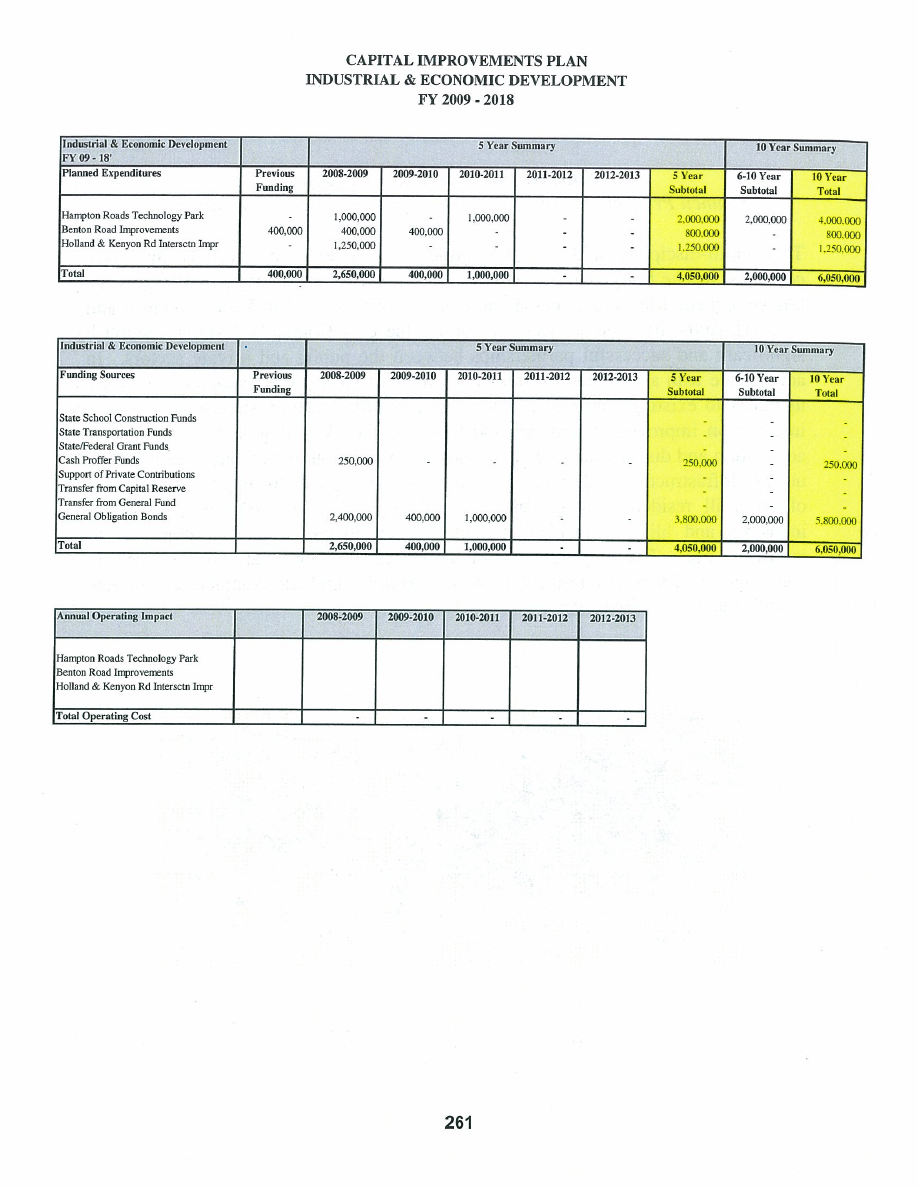 CAPITAL IMPROVEMENTS PLAN
INDUSTRIAL & ECONOMIC DEVELOPMENT
FY 2009 - 2018
Industrial & Economic Development 5 Year Summary 10 Year Summary
FY 09 - 18'
Planned Expenditures Previous 2008-2009 2009-2010 2010-2011 2011-2012 2012-2013 5 Year 6-10 Year 10 Year
Funding Subtotal Subtotal Total
Hampton Roads Technology Park - 1,000,000 - 1,000,000 - - 2,000,000 2,000,000 4,000,000
Benton Road Improvements 400,000 400,000 400,000 - - - 800,000 - 800,000
Holland & Kenyon Rd Intersctn Impr - 1,250,000 - - - - 1,250,000 - 1,250,000
Total 400,000 2,650,000 400,000 1,000,000 - - 4,050,000 2,000,000 6,050,000
Industrial & Economic Development 5 Year Summary 10 Year Summary
Funding Sources Previous 2008-2009 2009-2010 2010-2011 2011-2012 2012-2013 5 Year 6-10 Year 10 Year
Funding Subtotal Subtotal Total
State School Construction Funds - - -
State Transportation Funds - - -
State/Federal Grant Funds - - -
Cash Proffer Funds 250,000 - - - - 250,000 - 250,000
Support of Private Contributions - - -
Transfer from Capital Reserve - - -
Transfer from General Fund - - -
General Obligation Bonds 2,400,000 400,000 1,000,000 - - 3,800,000 2,000,000 5,800,000
Total 2,650,000 400,000 1,000,000 - - 4,050,000 2,000,000 6,050,000
Annual Operating Impact 2008-2009 2009-2010 2010-2011 2011-2012 2012-2013
Hampton Roads Technology Park
Benton Road Improvements
Holland & Kenyon Rd Intersctn Impr
Total Operating Cost - - - - -
261